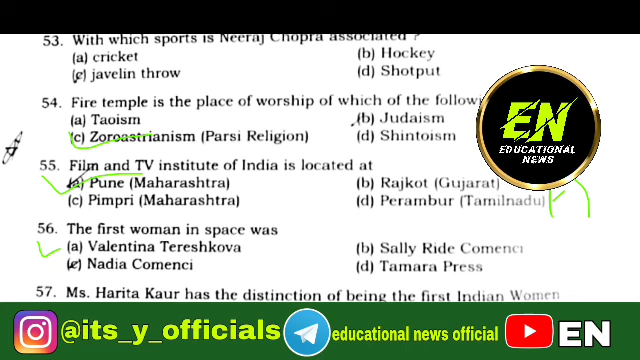 53. With which sports is Neeraj Chopra associated ?
(a) cricket (b) Hockey
(c) javelin throw (d) Shotput
54. Fire temple is the place of worship of which of the
(a) Taoism (b) Judaism
(c) Zoroastrianism (Parsi Religion) (d) Shintoism
55. Film and TV institute of India is located at
(a) Pune (Maharashtra) (b) Rajkot (Gujarat)
(c) Pimpri (Maharashtra) (d) Perambur (Tamilnadu)
56. The first woman in space was
(a) Valentina Tereshkova (b) Sally Ride Comenci
(c) Nadia Comenci (d) Tamara Press
57. Ms. Harita Kaur has the distinction of being the first Indian Women
EN
EDUCATIONAL
NEWS
@its_y_officials educational news official EN